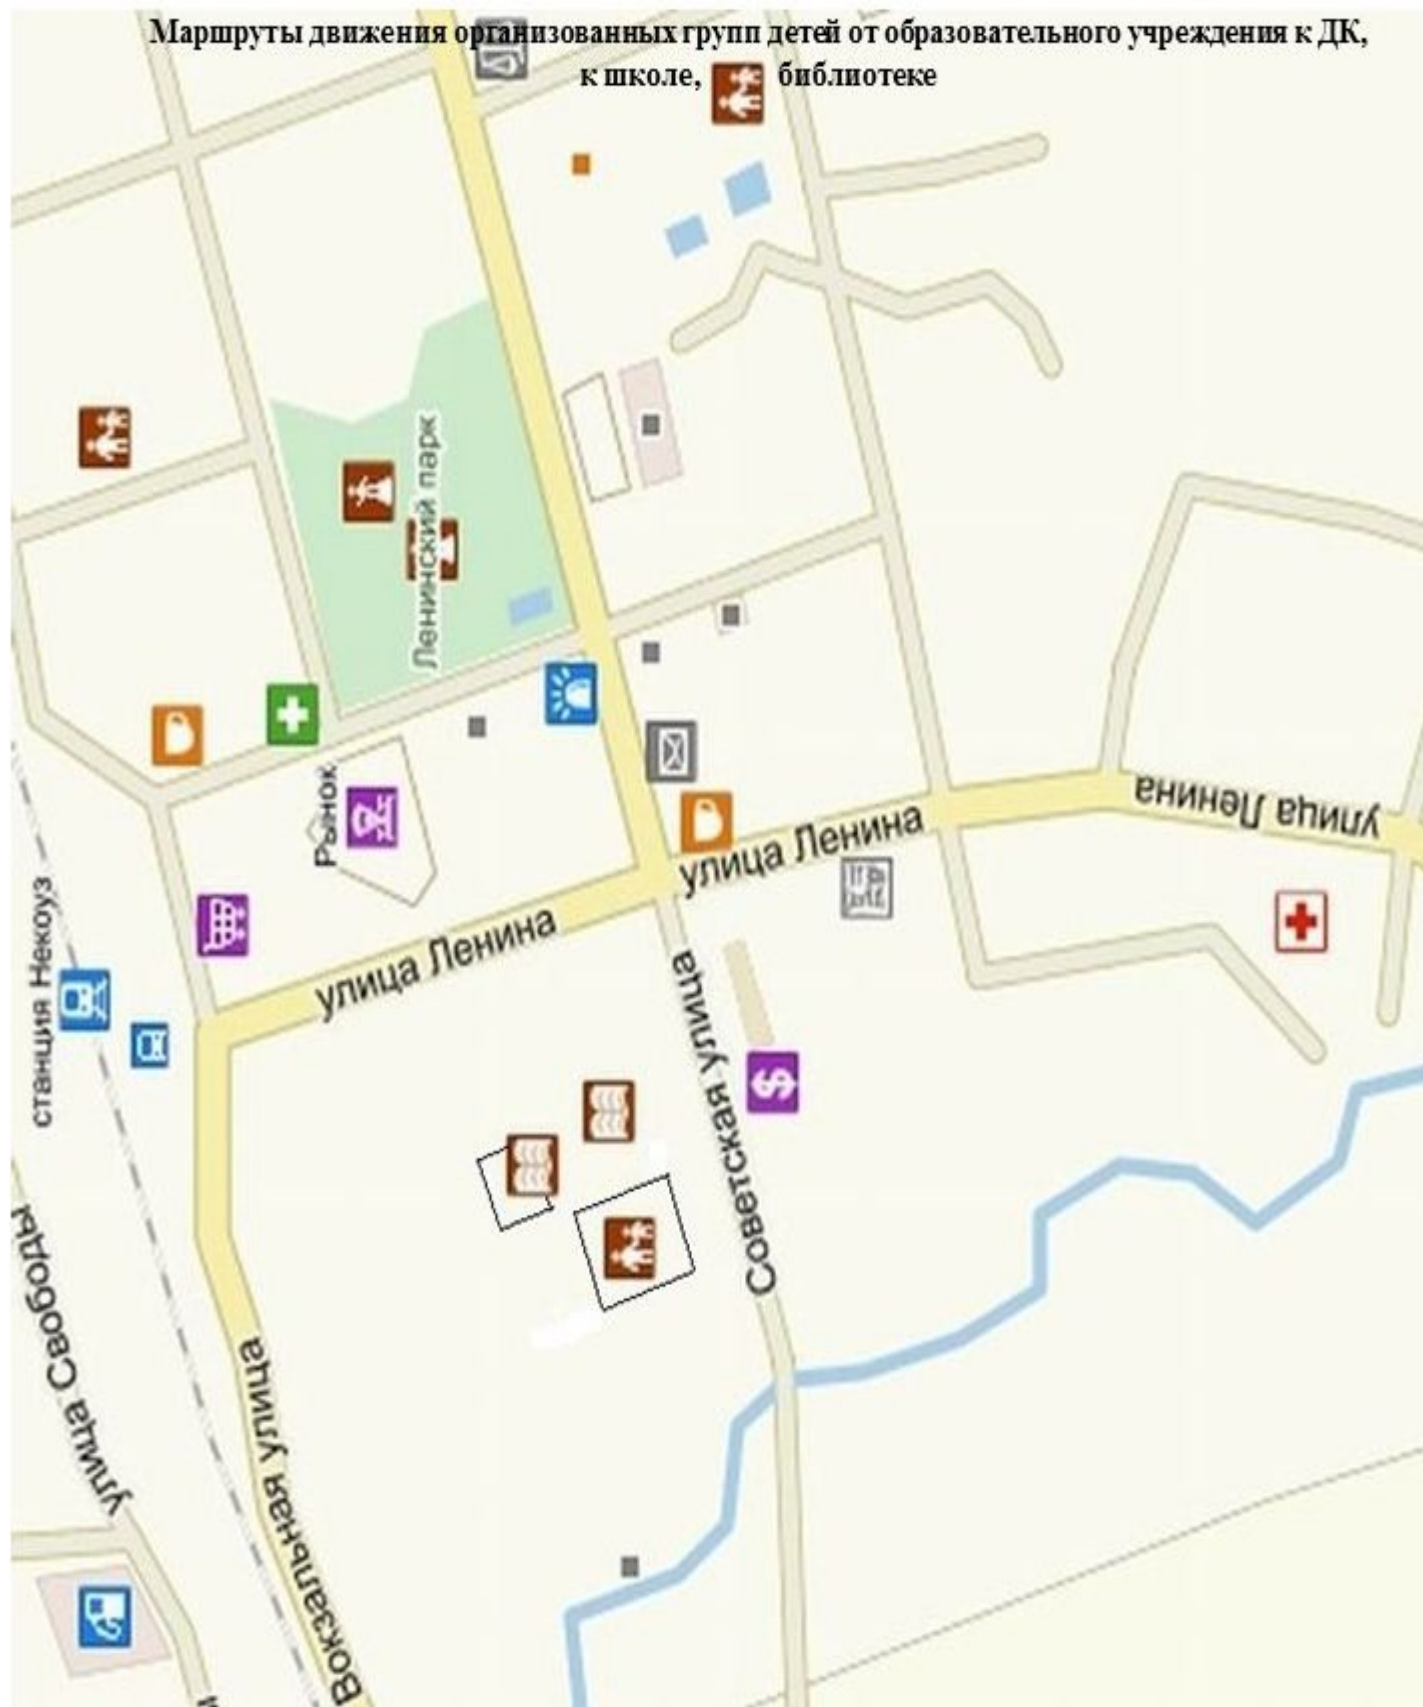 Маршруты движения организованных групп детей от образовательного учреждения к ДК,
к школе, библиотеке
Ленинский парк
Рынок
улица Ленина
улица Ленина
улица Ленина
станция Некоуз
Советская улица
улица Свободы
Вокзальная улица